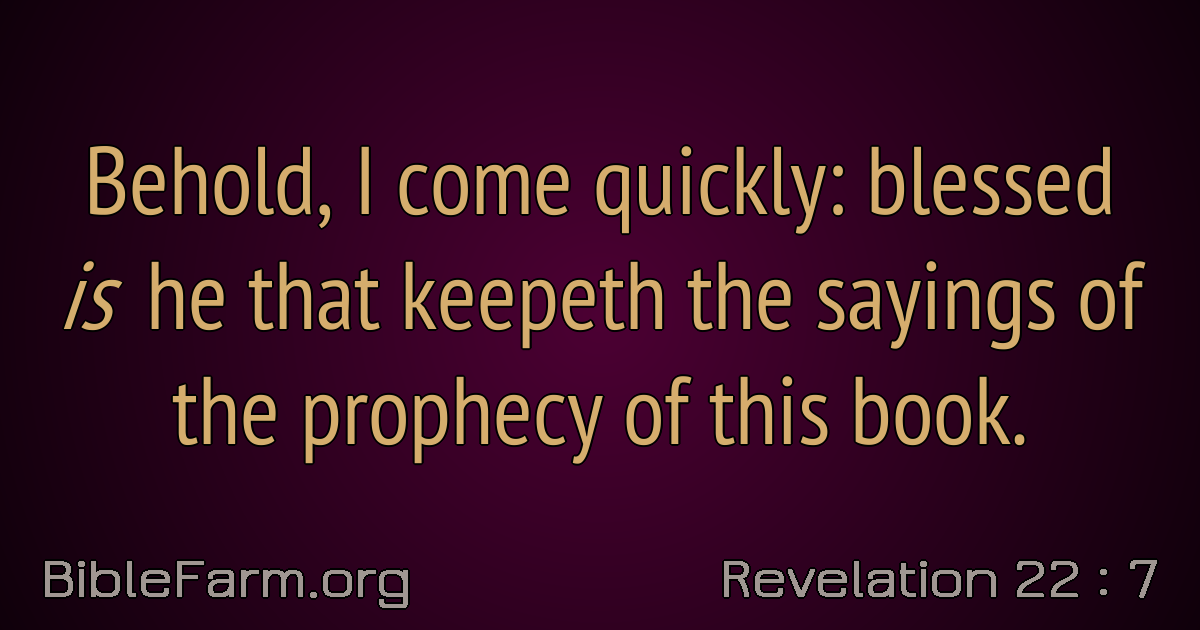 Behold, I come quickly: blessed
is he that keepeth the sayings of
the prophecy of this book.
BibleFarm.org
Revelation 22 : 7